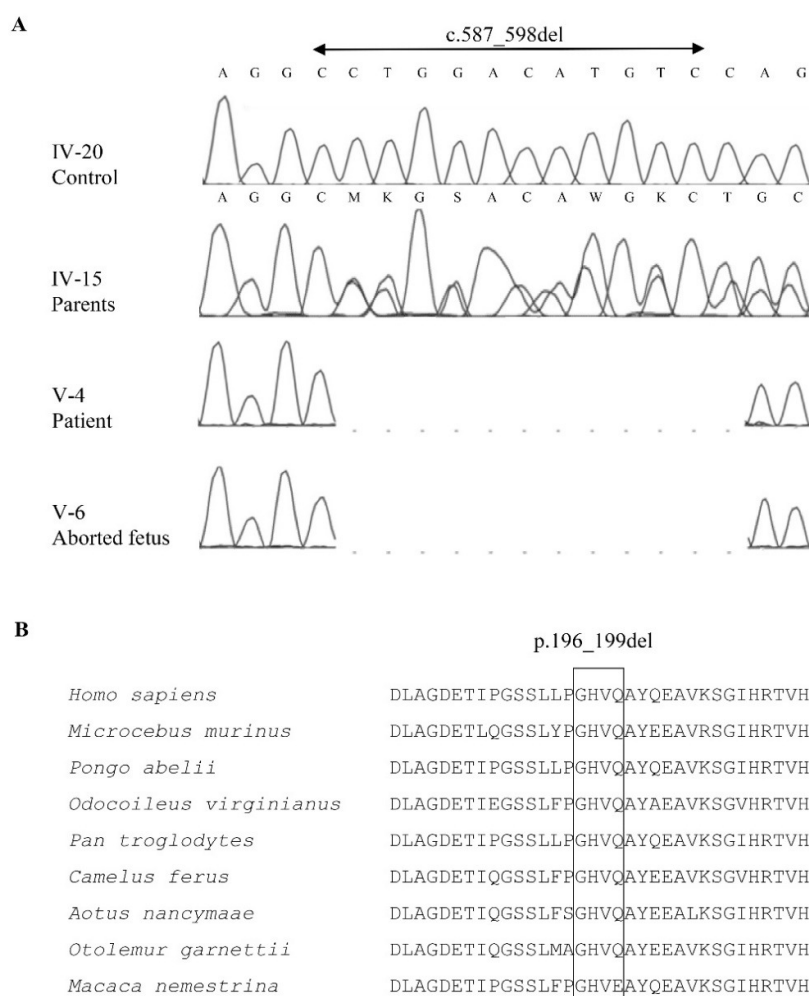 A
c.587_598del
A G G C C T G G A C A T G T C C A G
IV-20
Control
A G G C M K G S A C A W G K C T G C
IV-15
Parents
V-4
Patient
V-6
Aborted fetus
B
p.196_199del
Homo sapiens DLAGDETIPGSSLLPGHVQAYQEAVKSGIHRTVH
Microcebus murinus DLAGDETLQGSSLYPGHVQAYEEAVRSGIHRTVH
Pongo abelii DLAGDETIPGSSLLPGHVQAYQEAVKSGIHRTVH
Odocoileus virginianus DLAGDETIEGSSLFPGHVQAYAEAVKSGVHRTVH
Pan troglodytes DLAGDETIPGSSLLPGHVQAYQEAVKSGIHRTVH
Camelus ferus DLAGDETIQGSSLFPGHVQAYEEAVKSGVHRTVH
Aotus nancymaae DLAGDETIQGSSLFSGHVQAYEEALKSGIHRTVH
Otolemur garnettii DLAGDETIQGSSLMAGHVQAYEEAVKSGIHRTVH
Macaca nemestrina DLAGDETIPGSSLFPGHVEAYQEAVKSGIHRTVH